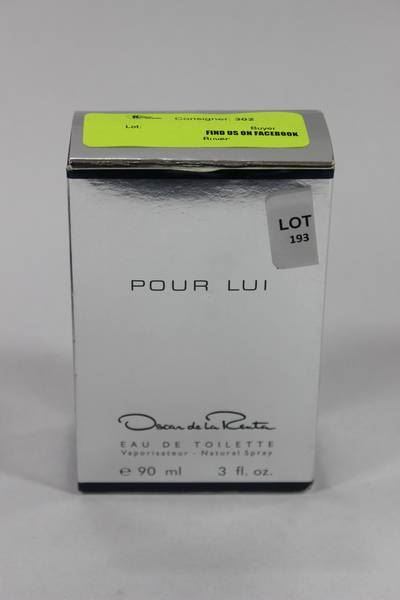 Consigner: 302
Lot:
Buyer
FIND US ON FACEBOOK
Buyer
LOT
193
POUR LUI
Oscar de la Renta
EAU DE TOILETTE
Vaporisateur - Natural Spray
e 90 ml 3 fl. oz.